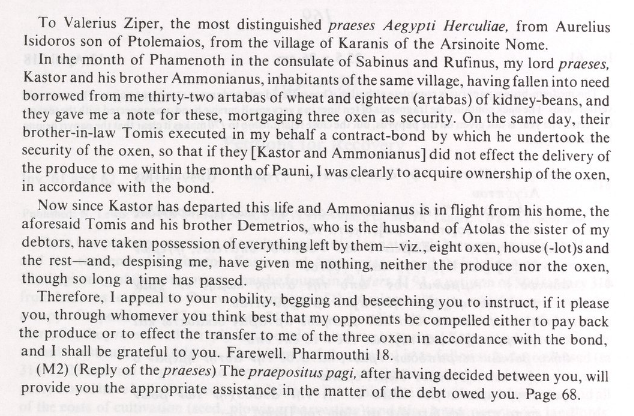 To Valerius Ziper, the most distinguished praeses Aegypti Herculiae, from Aurelius
Isidoros son of Ptolemaios, from the village of Karanis of the Arsinoite Nome.
In the month of Phamenoth in the consulate of Sabinus and Rufinus, my lord praeses,
Kastor and his brother Ammonianus, inhabitants of the same village, having fallen into need
borrowed from me thirty-two artabas of wheat and eighteen (artabas) of kidney-beans, and
they gave me a note for these, mortgaging three oxen as security. On the same day, their
brother-in-law Tomis executed in my behalf a contract-bond by which he undertook the
security of the oxen, so that if they [Kastor and Ammonianus] did not effect the delivery of
the produce to me within the month of Pauni, I was clearly to acquire ownership of the oxen,
in accordance with the bond.
Now since Kastor has departed this life and Ammonianus is in flight from his home, the
aforesaid Tomis and his brother Demetrios, who is the husband of Atolas the sister of my
debtors, have taken possession of everything left by them—viz., eight oxen, house (-lot)s and
the rest—and, despising me, have given me nothing, neither the produce nor the oxen,
though so long a time has passed.
Therefore, I appeal to your nobility, begging and beseeching you to instruct, if it please
you, through whomever you think best that my opponents be compelled either to pay back
the produce or to effect the transfer to me of the three oxen in accordance with the bond,
and I shall be grateful to you. Farewell. Pharmouthi 18.
(M2) (Reply of the praeses) The praepositus pagi, after having decided between you, will
provide you the appropriate assistance in the matter of the debt owed you. Page 68.